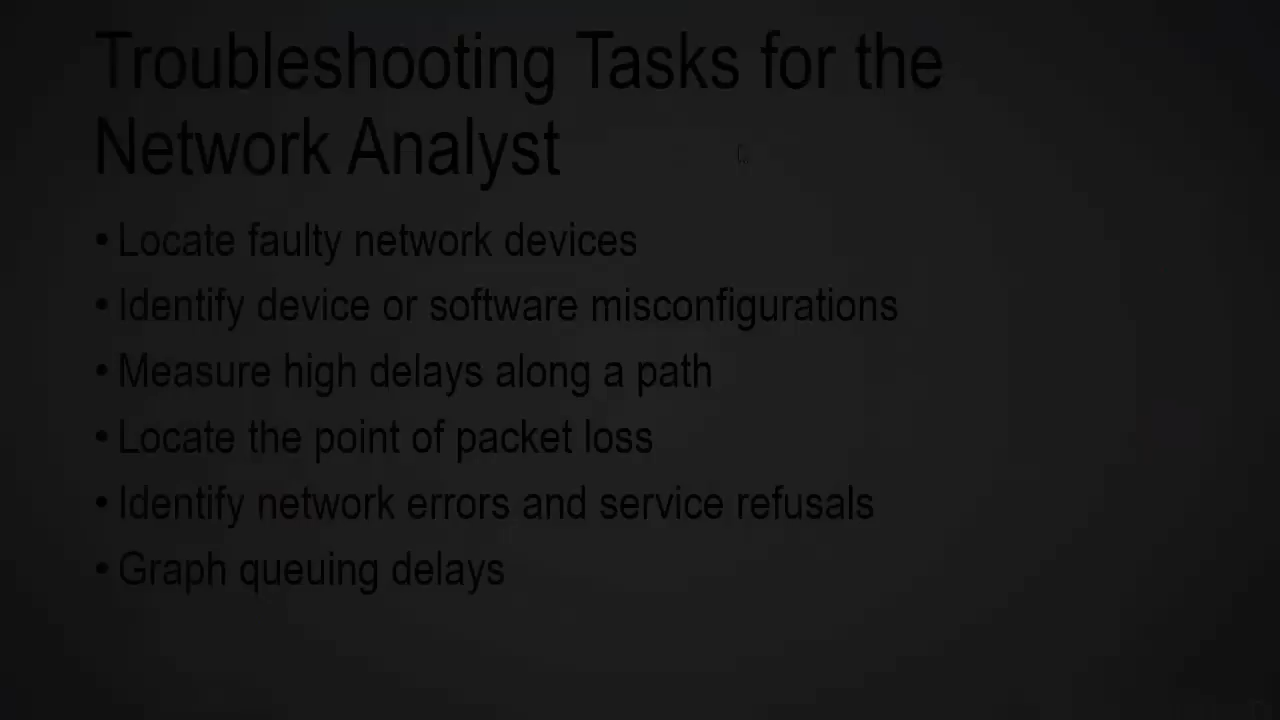 Troubleshooting Tasks for the
Network Analyst
• Locate faulty network devices
• Identify device or software misconfigurations
• Measure high delays along a path
• Locate the point of packet loss
• Identify network errors and service refusals
• Graph queuing delays